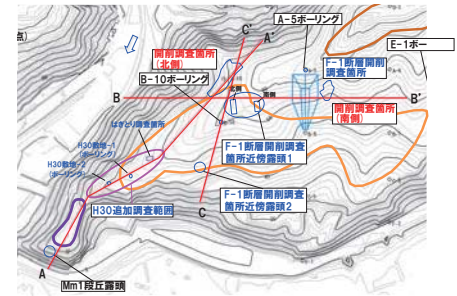 点)
C'
A'
A-5ボーリング
E-1ボー
開削調査箇所
(北側)
F-1断層開削
調査箇所
B-10ボーリング
北側
南側
B
B'
開削調査箇所
(南側)
はぎとり調査箇所
H30敷地-1
(ボーリング)
H30敷地-2
(ボーリング)
F-1断層開削調査
箇所近傍露頭1
F-1断層開削調査
箇所近傍露頭2
H30追加調査範囲
C
A
Mm1段丘露頭